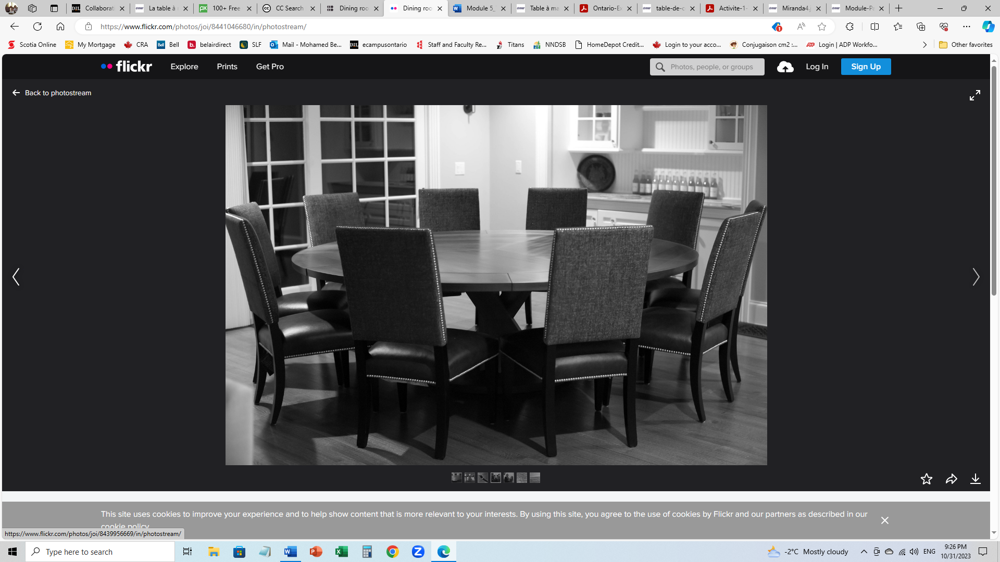 Collaborat
La table à
100+ Free
CC Search
Dining roo
Dining roo
Module 5_
Table à ma
Ontario-Ex
table-de-c
Activite-1-
Miranda4.j
Module-Pa
https://www.flickr.com/photos/joi/8441046680/in/photostream/
1
Scotia Online
My Mortgage
CRA
Bell
belairdirect
SLF
Mail - Mohamed Be...
ecampusontario
Staff and Faculty Re...
Titans
NNDSB
HomeDepot Credit...
Login to your acco...
Conjugaison cm2 :...
Login | ADP Workfo...
Other favorites
flickr
Explore
Prints
Get Pro
Photos, people, or groups
Log In
Sign Up
Back to photostream
This site uses cookies to improve your experience and to help show content that is more relevant to your interests. By using this site, you agree to the use of cookies by Flickr and our partners as described in our
cookie policy
https://www.flickr.com/photos/joi/8439956669/in/photostream/
Type here to search
-2°C Mostly cloudy
ENG
9:26 PM
10/31/2023